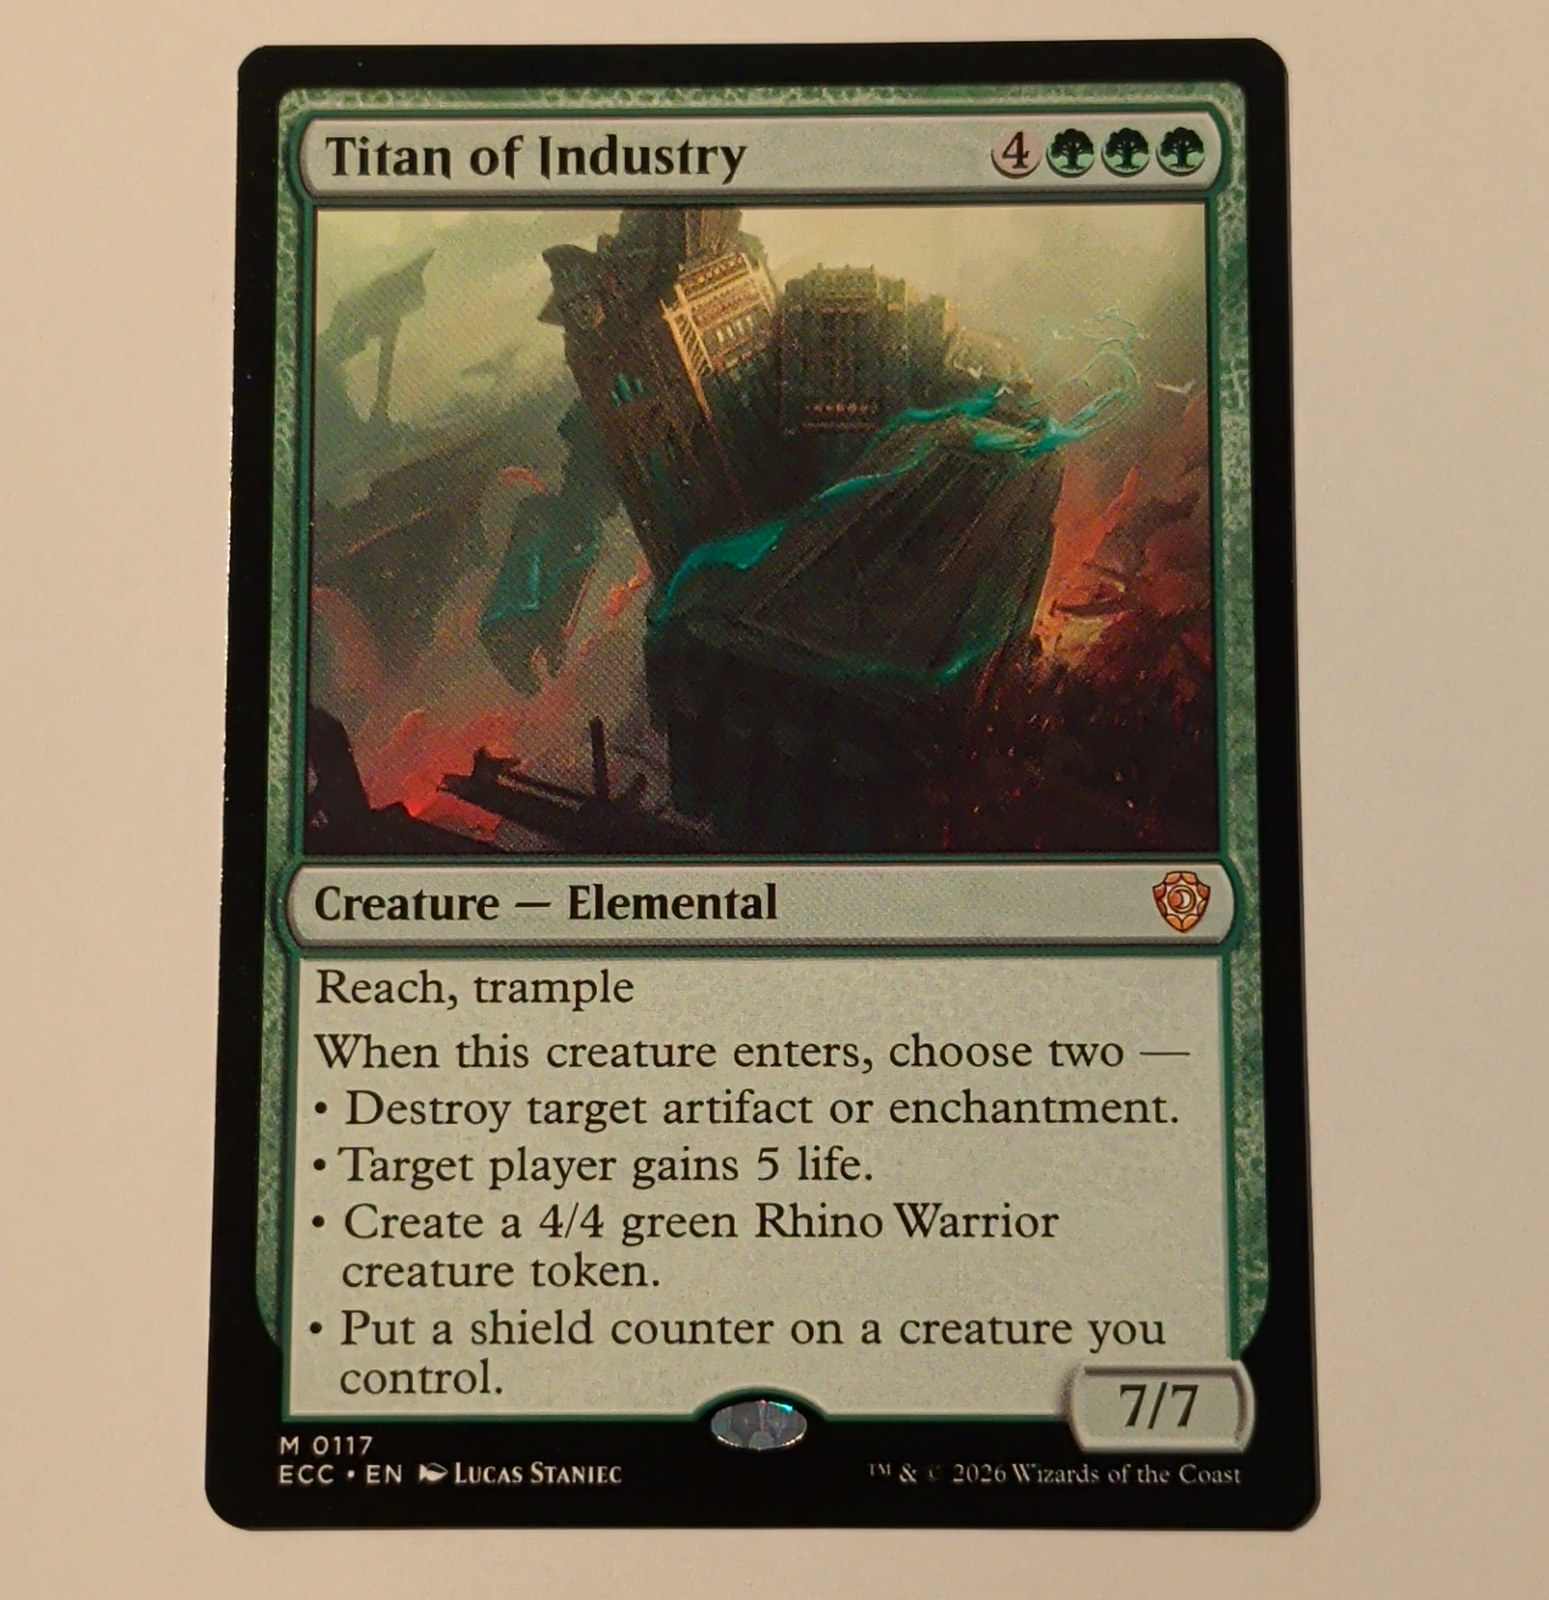 Titan of Industry 4
Creature — Elemental
Reach, trample
When this creature enters, choose two —
• Destroy target artifact or enchantment.
• Target player gains 5 life.
• Create a 4/4 green Rhino Warrior
creature token.
• Put a shield counter on a creature you
control.
7/7
M 0117
ECC • EN Lucas Staniec
™ & © 2026 Wizards of the Coast